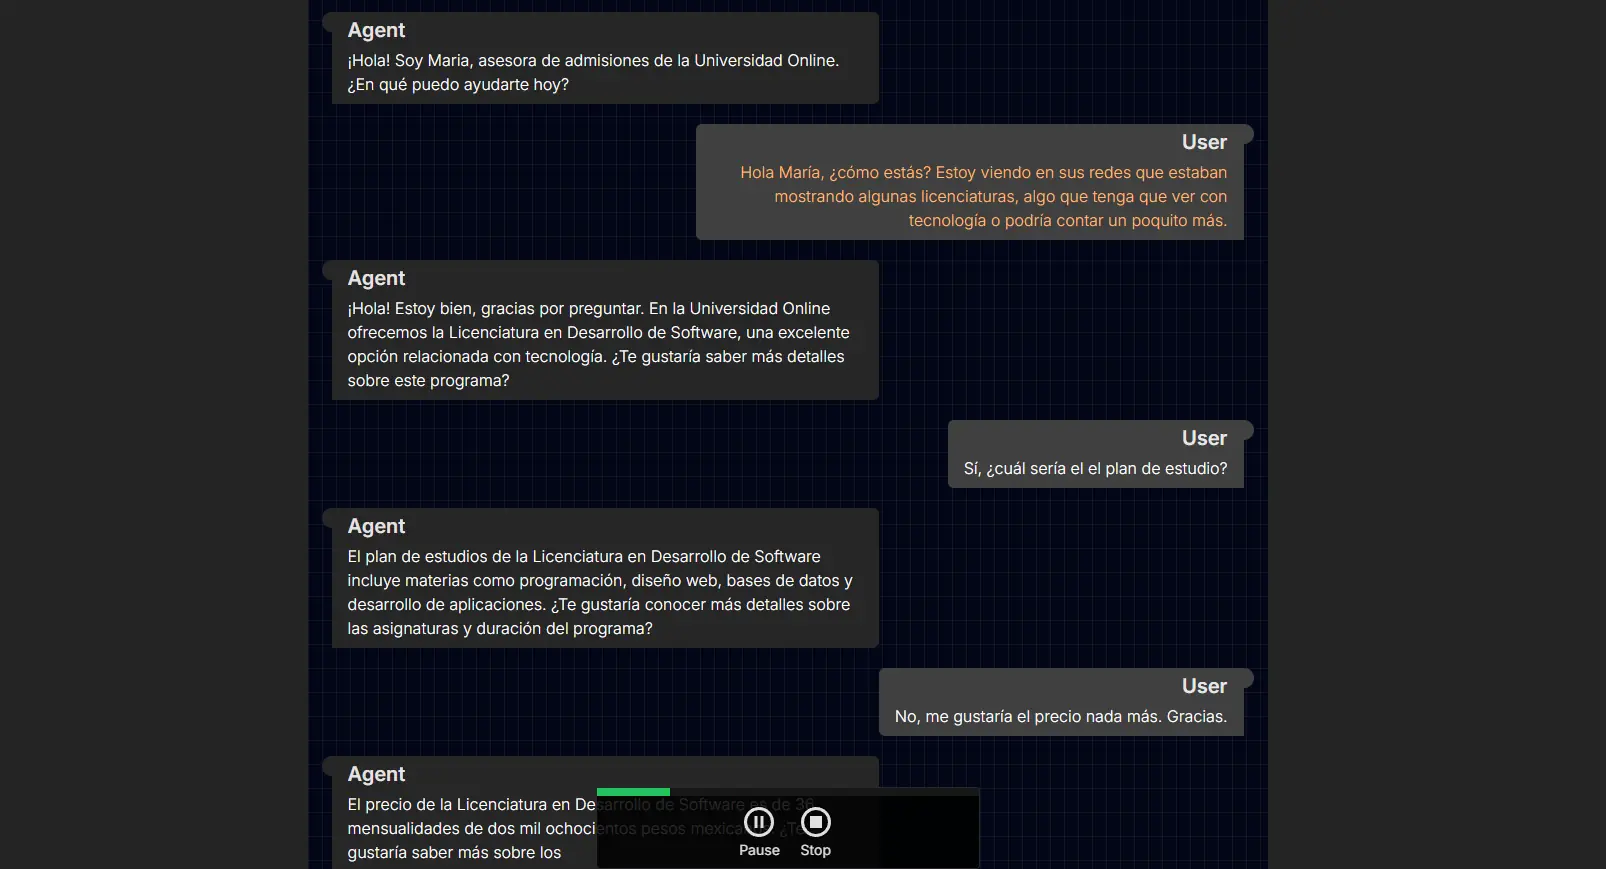 Agent
¡Hola! Soy Maria, asesora de admisiones de la Universidad Online.
¿En qué puedo ayudarte hoy?
User
Hola María, ¿cómo estás? Estoy viendo en sus redes que estaban
mostrando algunas licenciaturas, algo que tenga que ver con
tecnología o podría contar un poquito más.
Agent
¡Hola! Estoy bien, gracias por preguntar. En la Universidad Online
ofrecemos la Licenciatura en Desarrollo de Software, una excelente
opción relacionada con tecnología. ¿Te gustaría saber más detalles
sobre este programa?
User
Sí, ¿cuál sería el el plan de estudio?
Agent
El plan de estudios de la Licenciatura en Desarrollo de Software
incluye materias como programación, diseño web, bases de datos y
desarrollo de aplicaciones. ¿Te gustaría conocer más detalles sobre
las asignaturas y duración del programa?
User
No, me gustaría el precio nada más. Gracias.
Agent
El precio de la Licenciatura en Desarrollo de Software es de 36
mensualidades de dos mil ochocientos pesos mexicanos. ¿Te
gustaría saber más sobre los
Pause
Stop